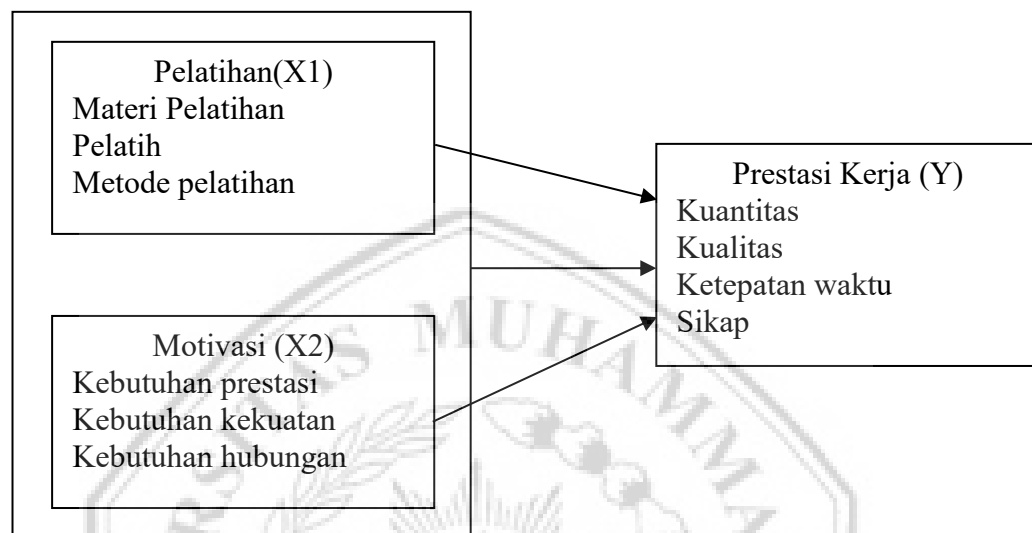 Pelatihan(X1)
Materi Pelatihan
Pelatih
Metode pelatihan
Prestasi Kerja (Y)
Kuantitas
Kualitas
Ketepatan waktu
Sikap
Motivasi (X2)
Kebutuhan prestasi
Kebutuhan kekuatan
Kebutuhan hubungan